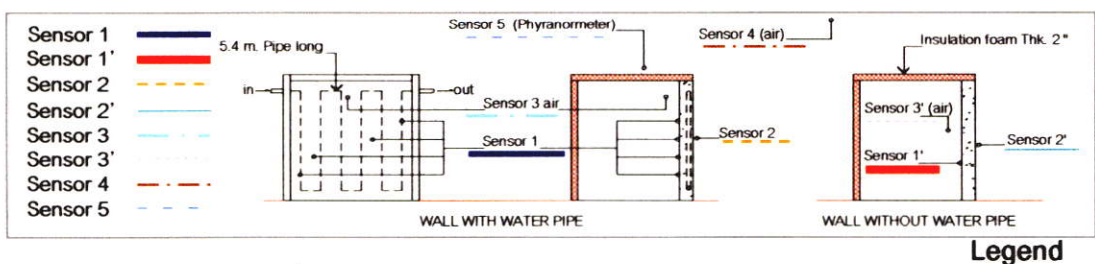 Sensor 1
Sensor 1'
Sensor 2
Sensor 2'
Sensor 3
Sensor 3'
Sensor 4
Sensor 5
5.4 m. Pipe long
in
out
Sensor 5 (Phyranormeter)
Sensor 4 (air)
Insulation foam Thk. 2"
Sensor 3 air
Sensor 1
Sensor 2
Sensor 3' (air)
Sensor 1'
Sensor 2'
WALL WITH WATER PIPE
WALL WITHOUT WATER PIPE
Legend